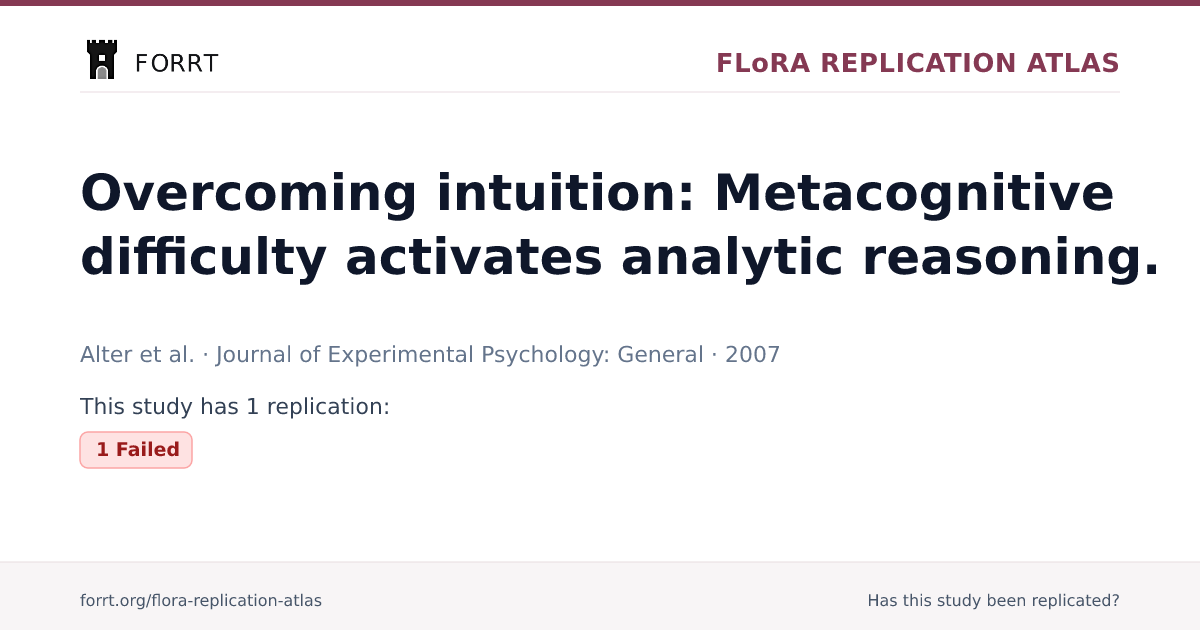 FORRT
FLoRA REPLICATION ATLAS
Overcoming intuition: Metacognitive
difficulty activates analytic reasoning.
Alter et al. · Journal of Experimental Psychology: General · 2007
This study has 1 replication:
1 Failed
forrt.org/flora-replication-atlas
Has this study been replicated?